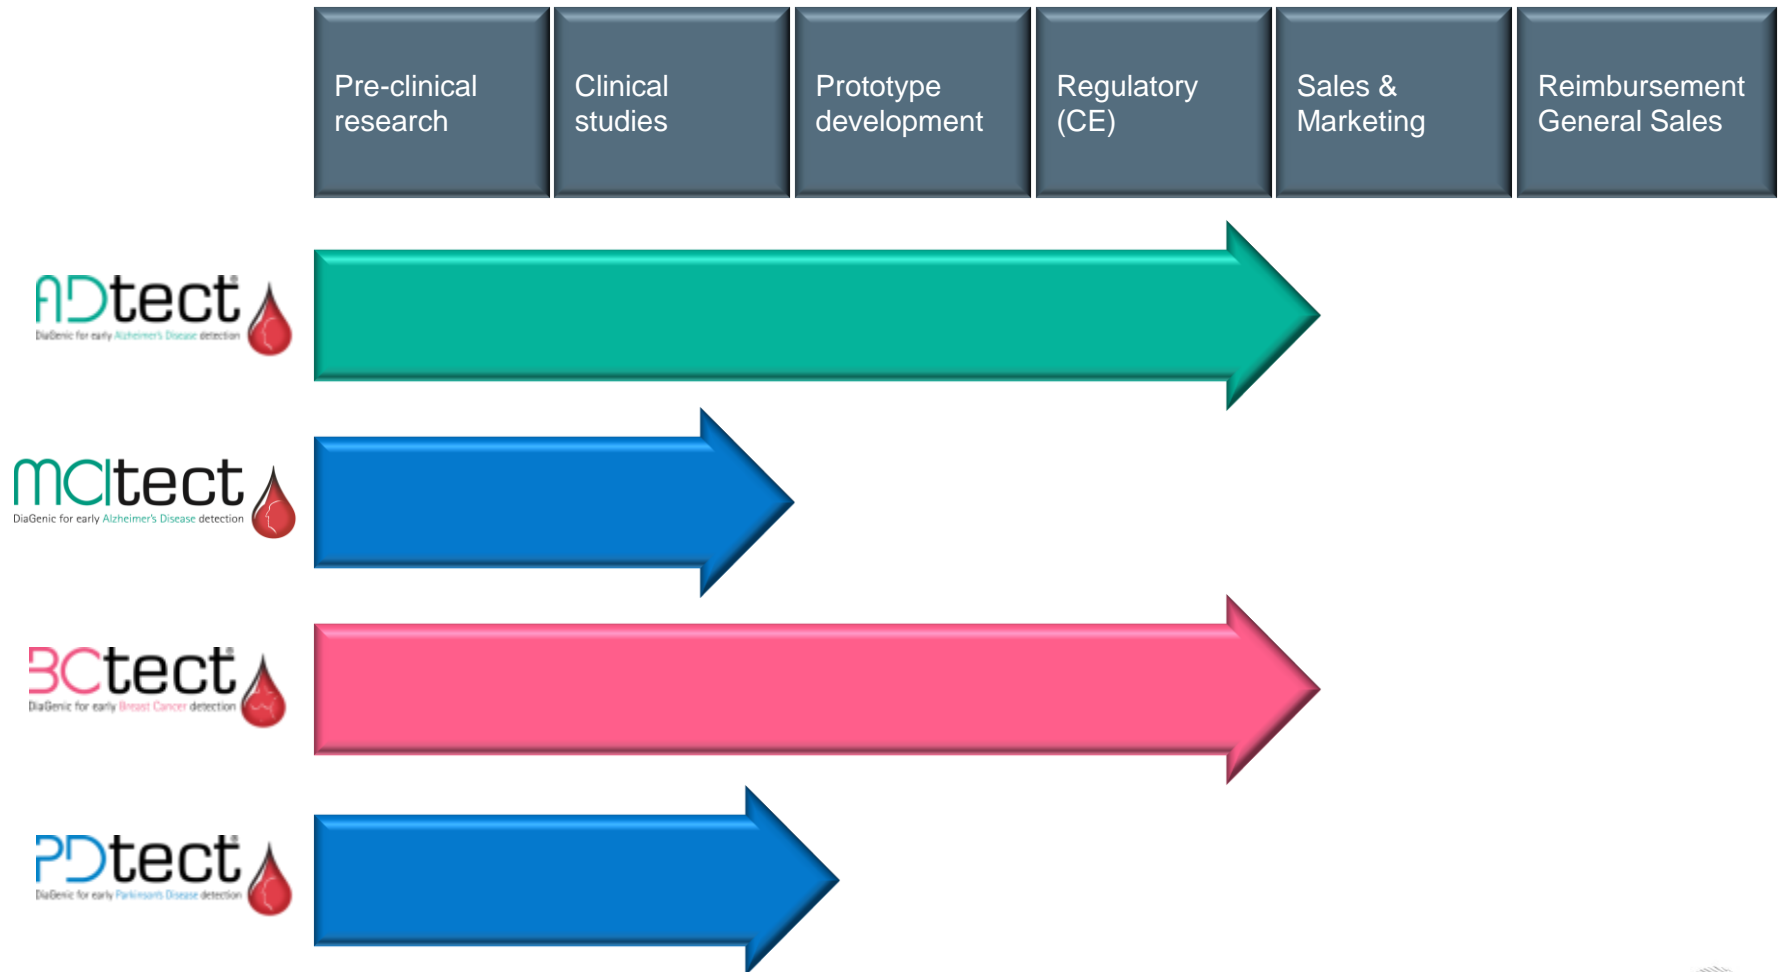 Pre-clinical
research
Clinical
studies
Prototype
development
Regulatory
(CE)
Sales &
Marketing
Reimbursement
General Sales
ADtect®
DiaGenic for early Alzheimer's Disease detection
MCItect
DiaGenic for early Alzheimer's Disease detection
BCtect®
DiaGenic for early Breast Cancer detection
PDtect®
DiaGenic for early Parkinson's Disease detection